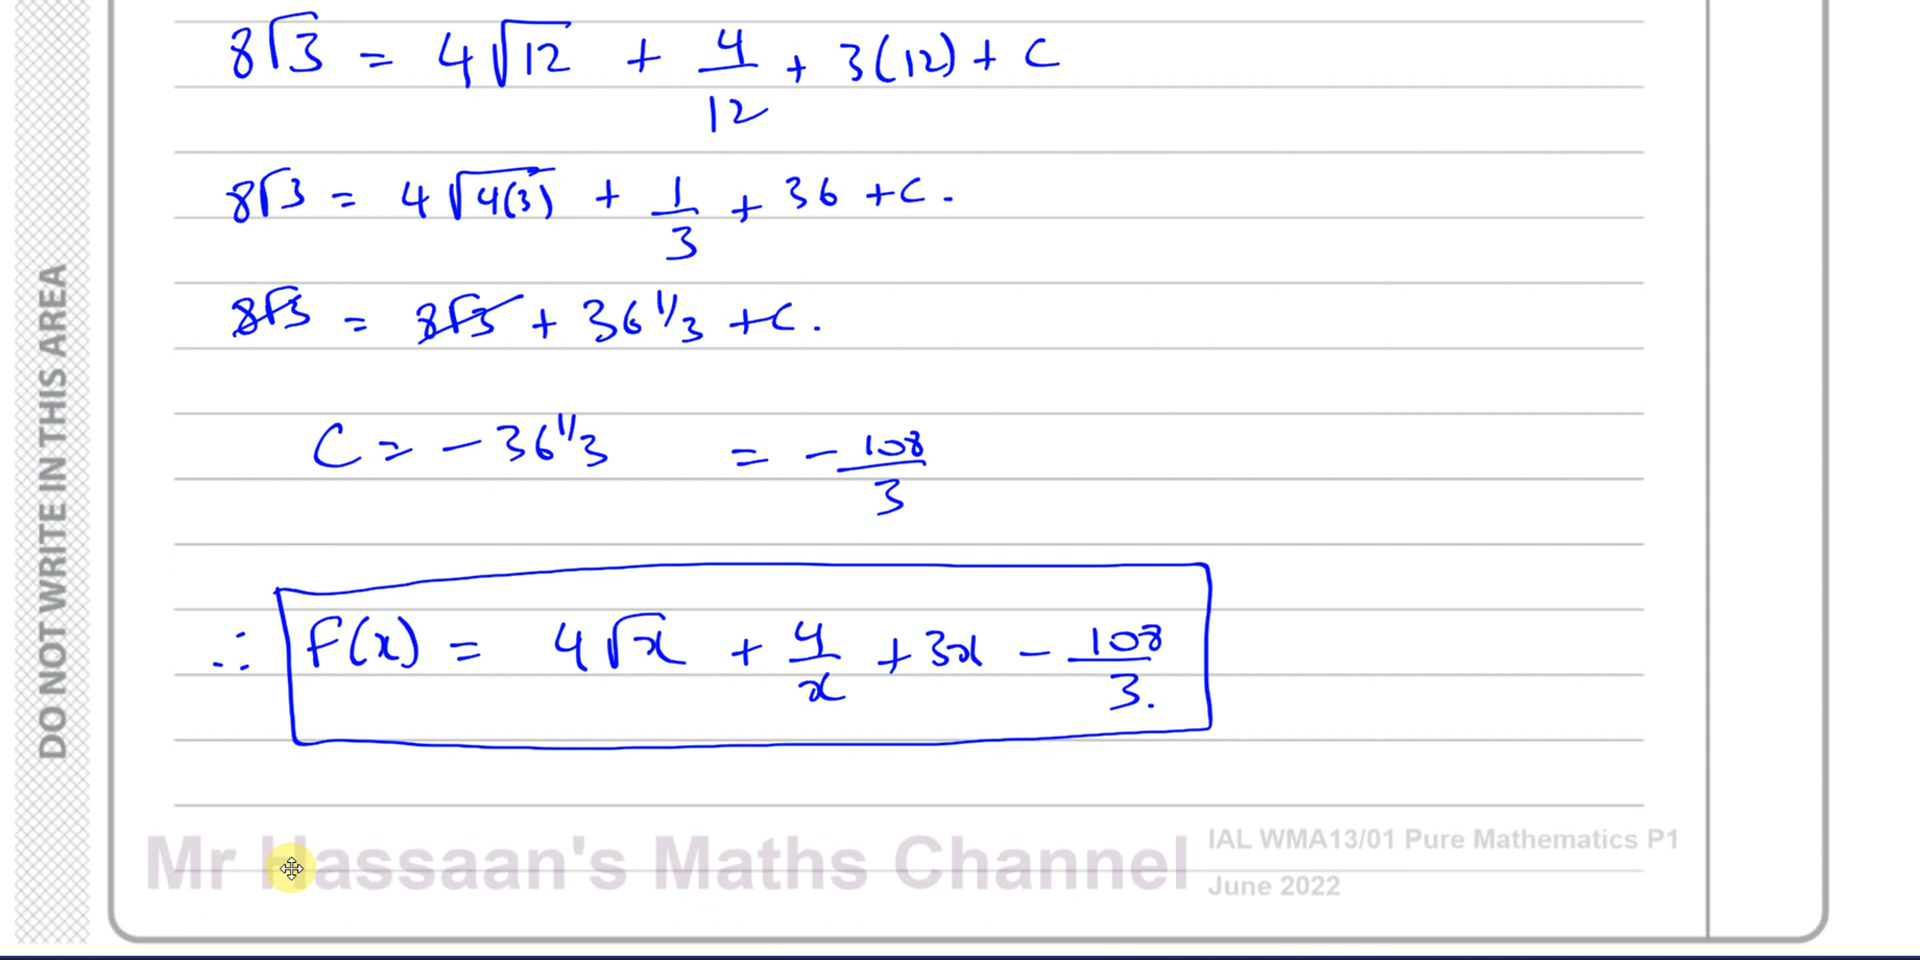 8√3 = 4√12 + 4/12 + 3(12) + C
8√3 = 4√4(3) + 1/3 + 36 + C.
8√3 = 8√3 + 36 1/3 + C.
C = -36 1/3 = - 108/3
∴ F(x) = 4√x + 4/x + 3x - 108/3.
DO NOT WRITE IN THIS AREA
Mr Hassaan's Maths Channel
IAL WMA13/01 Pure Mathematics P1
June 2022